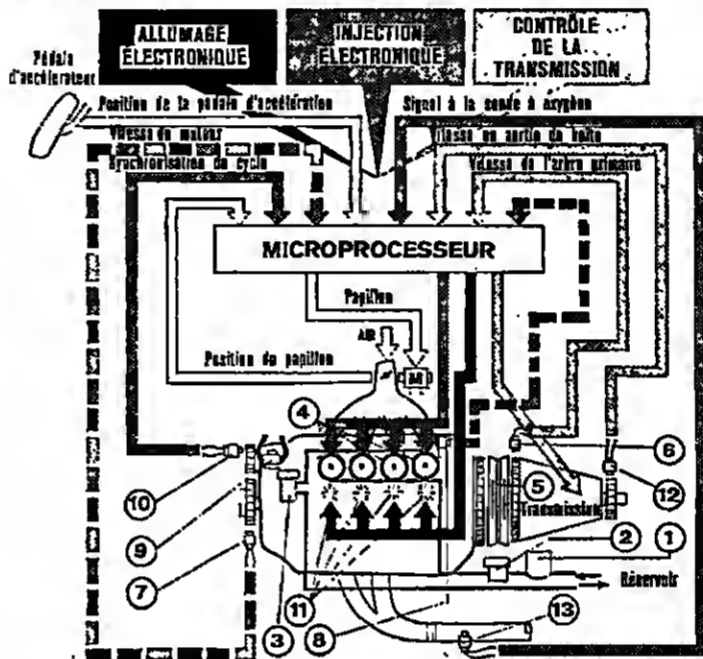 ALLUMAGE
ÉLECTRONIQUE
INJECTION
ÉLECTRONIQUE
CONTRÔLE
DE LA
TRANSMISSION
Pédale
d'accélérateur
Position de la pédale d'accélération
Signal à la sonde à oxygène
Vitesse du moteur
Vitesse en sortie de boîte
Synchronisation du cycle
Vitesse de l'arbre primaire
MICROPROCESSEUR
Papillon
AIR
Position du papillon
M
4
6
10
5
12
9
Transmission
2
1
7
Réservoir
11
13
3
8